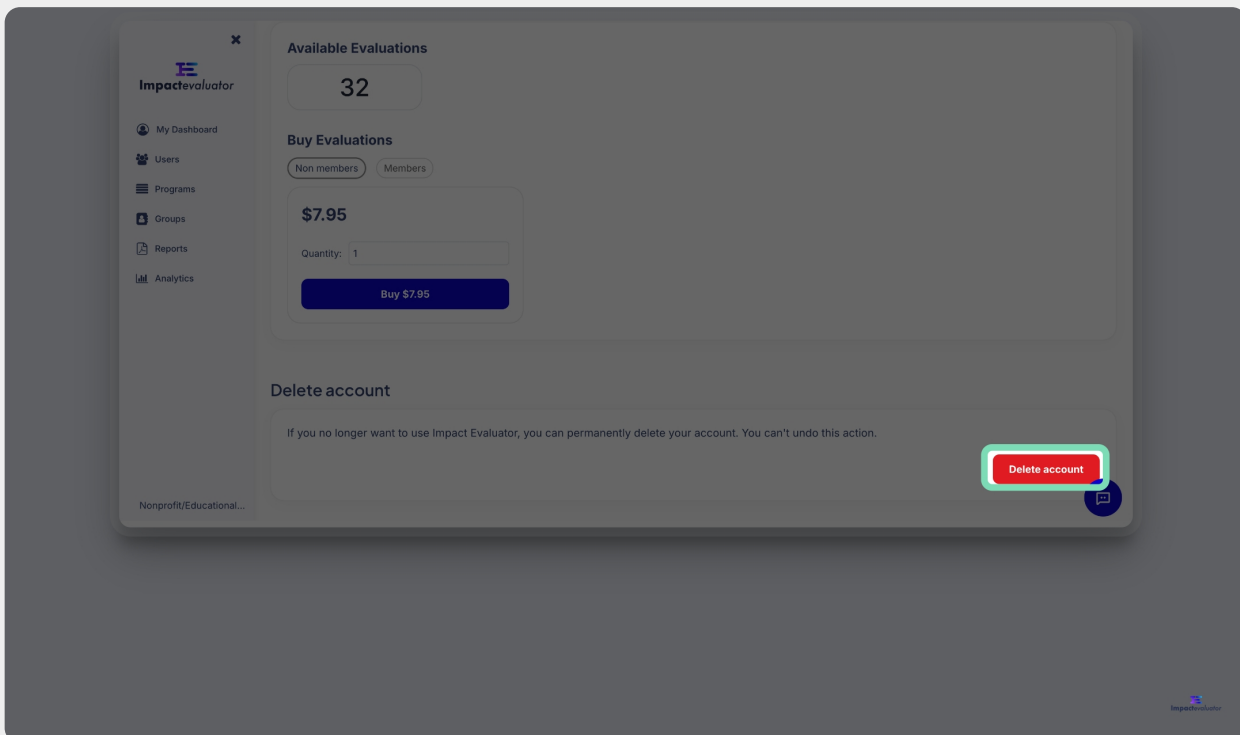 Impactevaluator
My Dashboard
Users
Programs
Groups
Reports
Analytics
Nonprofit/Educational...
Available Evaluations
32
Buy Evaluations
Non members
Members
$7.95
Quantity: 1
Buy $7.95
Delete account
If you no longer want to use Impact Evaluator, you can permanently delete your account. You can't undo this action.
Delete account
Impactevaluator